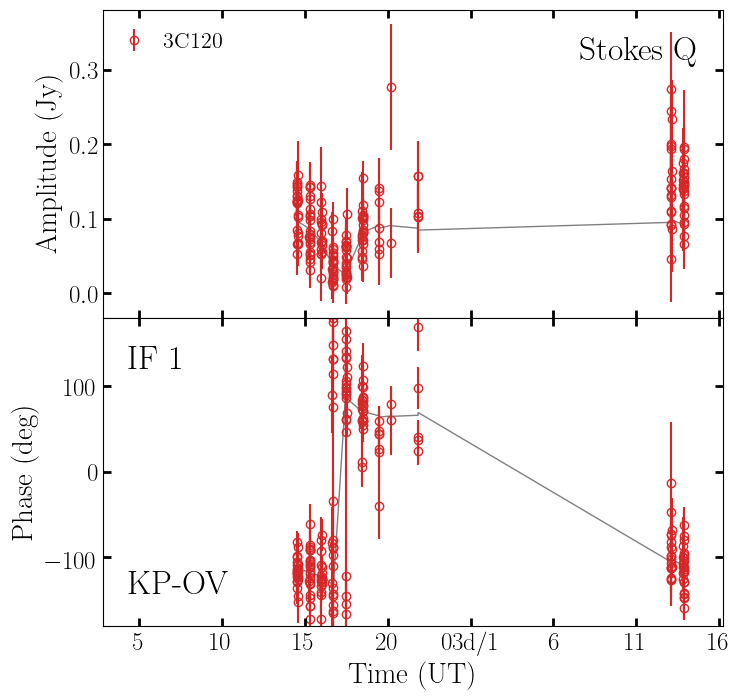 3C120
Stokes Q
Amplitude (Jy)
0.3
0.2
0.1
0.0
IF 1
KP-OV
Phase (deg)
100
0
−100
5 10 15 20 03d/1 6 11 16
Time (UT)